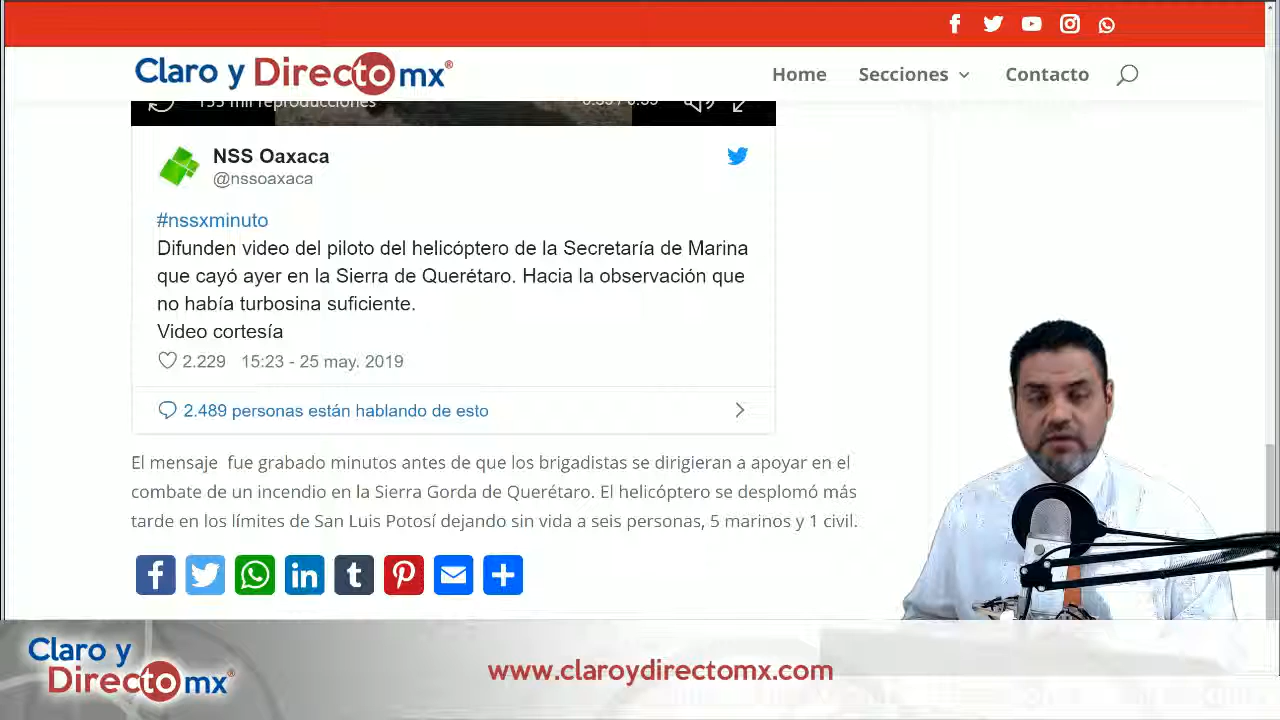 Claro y Directo mx®
Home Secciones Contacto
NSS Oaxaca
@nssoaxaca
#nssxminuto
Difunden video del piloto del helicóptero de la Secretaría de Marina
que cayó ayer en la Sierra de Querétaro. Hacia la observación que
no había turbosina suficiente.
Video cortesía
2.229 15:23 - 25 may. 2019
2.489 personas están hablando de esto
El mensaje fue grabado minutos antes de que los brigadistas se dirigieran a apoyar en el
combate de un incendio en la Sierra Gorda de Querétaro. El helicóptero se desplomó más
tarde en los límites de San Luis Potosí dejando sin vida a seis personas, 5 marinos y 1 civil.
Claro y
Directo mx®
www.claroydirectomx.com